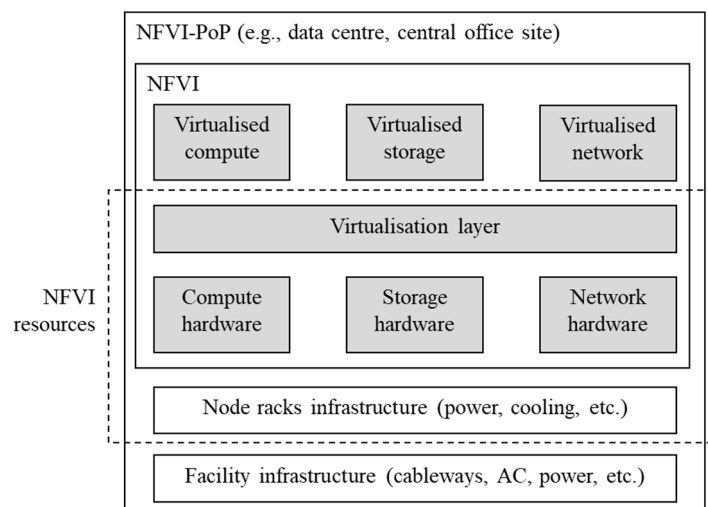 NFVI-PoP (e.g., data centre, central office site)
NFVI
Virtualised
compute
Virtualised
storage
Virtualised
network
Virtualisation layer
NFVI
resources
Compute
hardware
Storage
hardware
Network
hardware
Node racks infrastructure (power, cooling, etc.)
Facility infrastructure (cableways, AC, power, etc.)